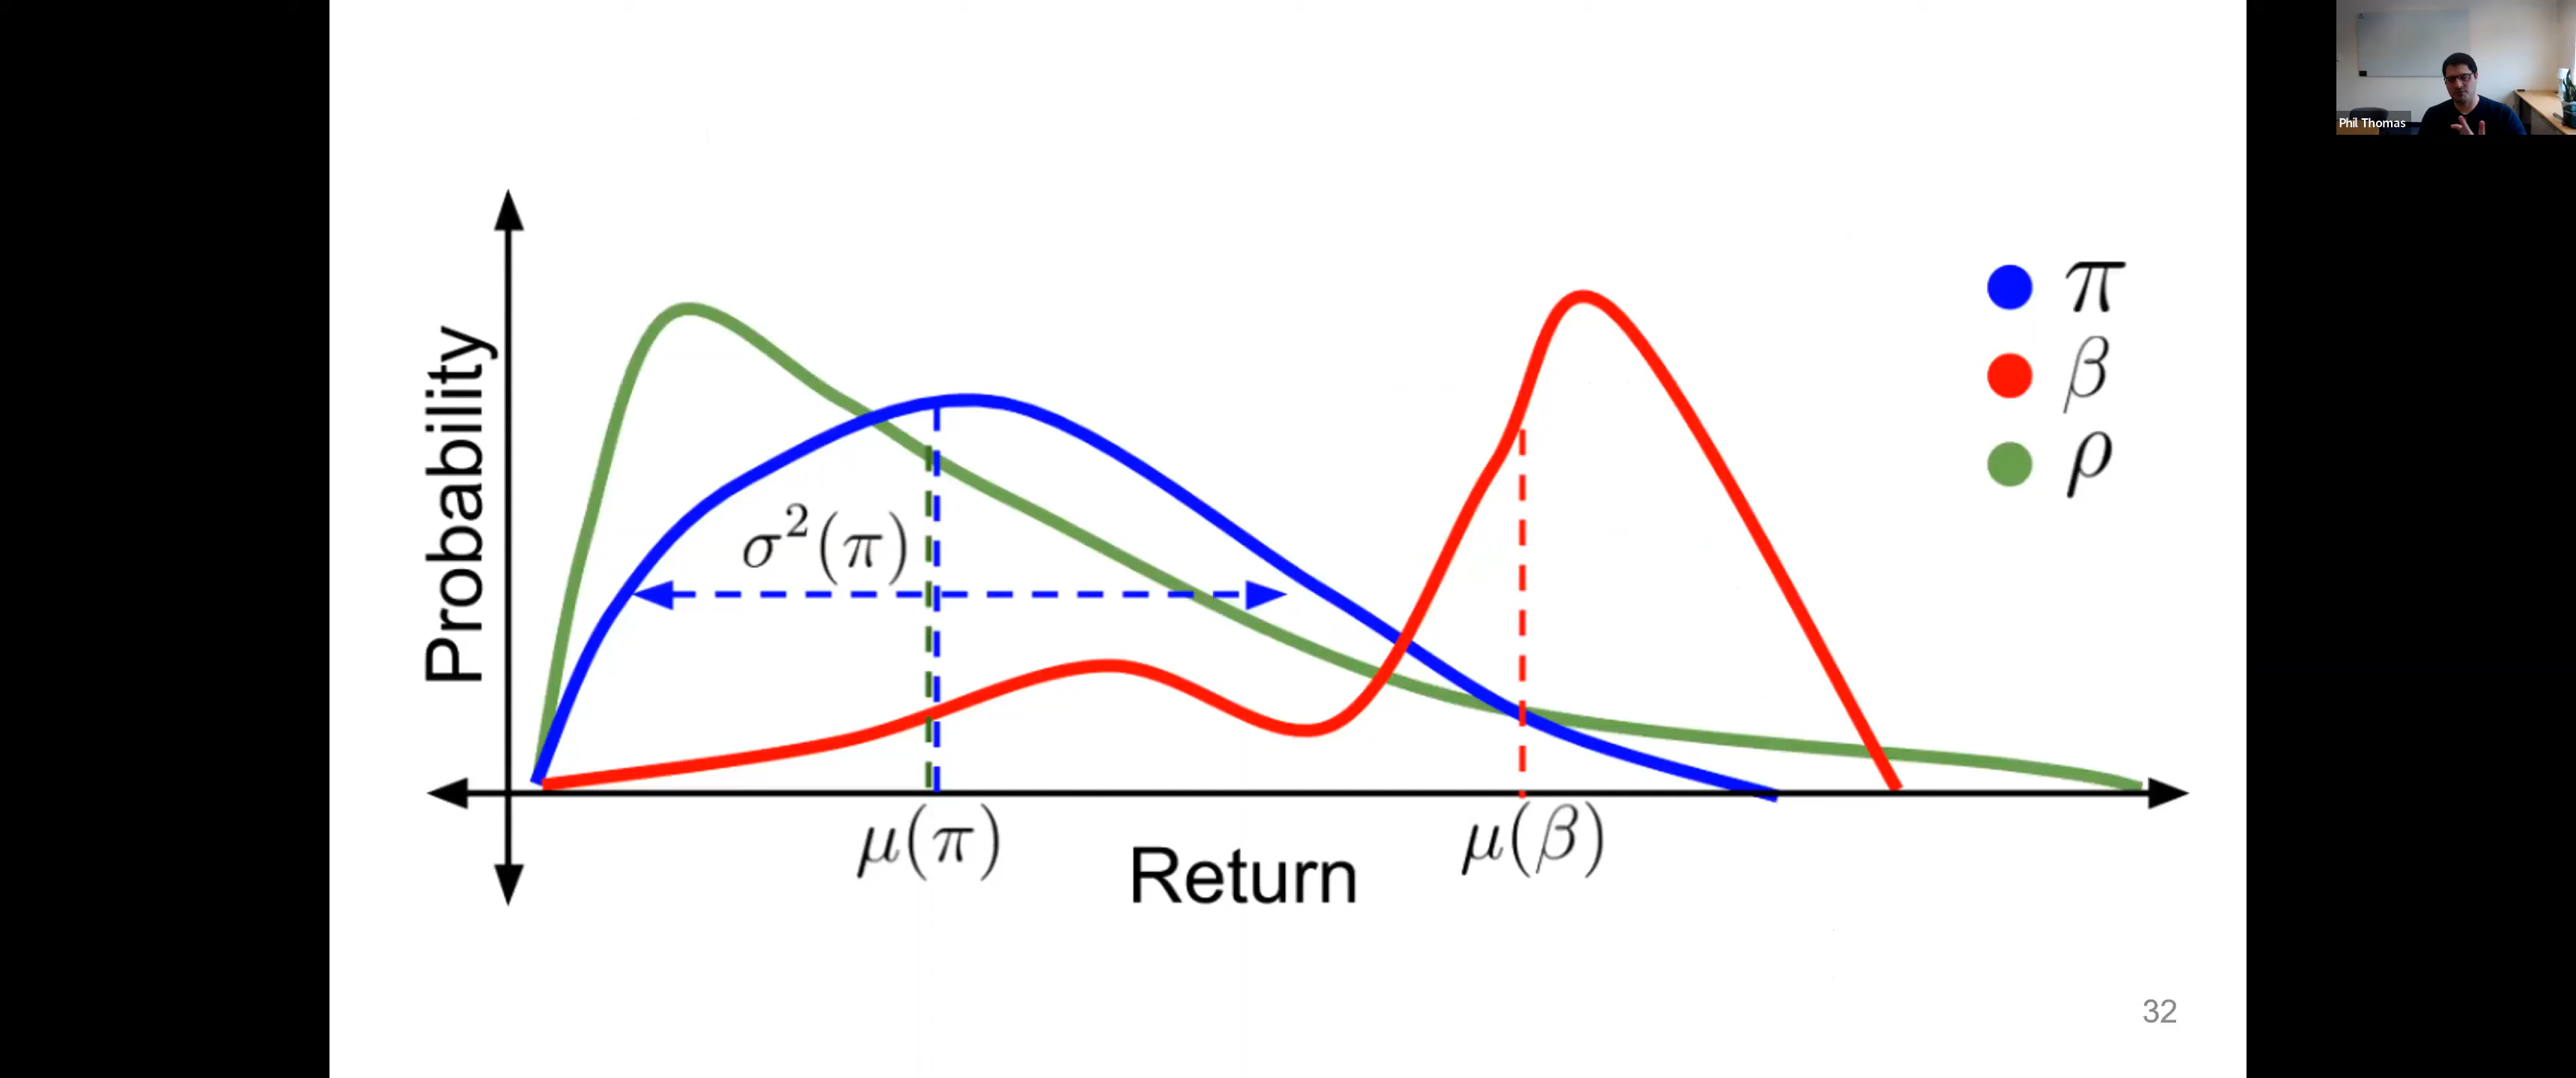 Phil Thomas
π
β
ρ
Probability
σ²(π)
μ(π)
μ(β)
Return
32